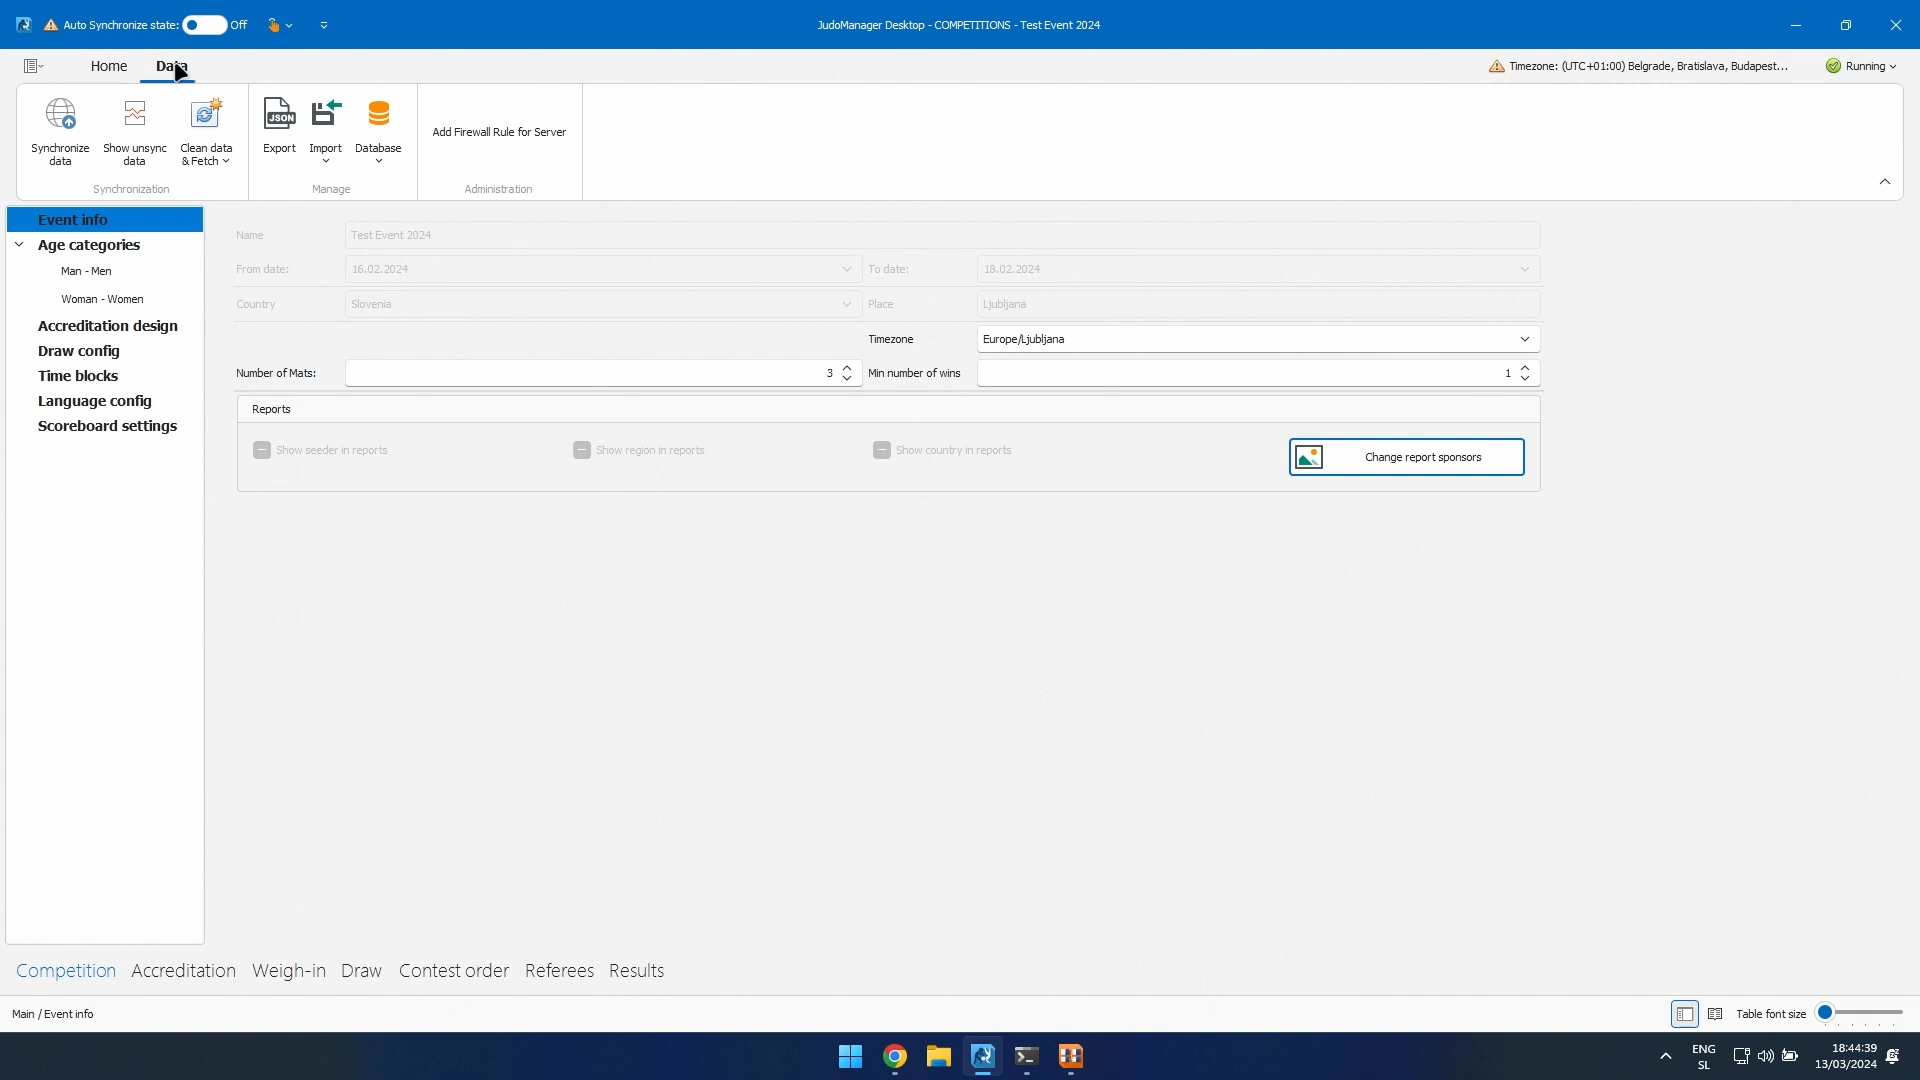 Auto Synchronize state: Off
JudoManager Desktop - COMPETITIONS - Test Event 2024
Home Data
Timezone: (UTC+01:00) Belgrade, Bratislava, Budapest...
Running
Synchronize data
Show unsync data
Clean data & Fetch
JSON
Export
Import
Database
Add Firewall Rule for Server
Synchronization
Manage
Administration
Event info
Age categories
Man - Men
Woman - Women
Accreditation design
Draw config
Time blocks
Language config
Scoreboard settings
Name Test Event 2024
From date: 16.02.2024 To date: 18.02.2024
Country Slovenia Place Ljubljana
Timezone Europe/Ljubljana
Number of Mats: 3 Min number of wins 1
Reports
Show seeder in reports Show region in reports Show country in reports
Change report sponsors
Competition Accreditation Weigh-in Draw Contest order Referees Results
Main / Event info
Table font size
ENG
SL
18:44:39
13/03/2024